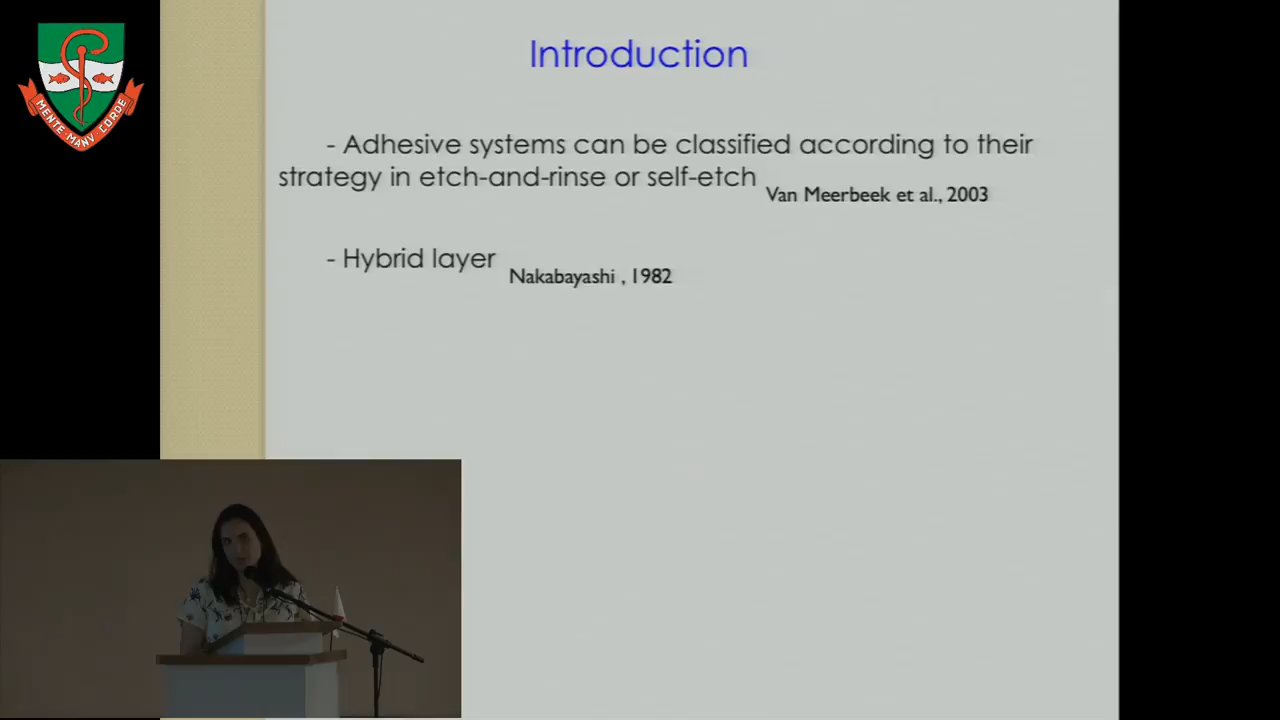 MENTE MANV CORDE
Introduction
- Adhesive systems can be classified according to their
strategy in etch-and-rinse or self-etch
Van Meerbeek et al., 2003
- Hybrid layer
Nakabayashi , 1982